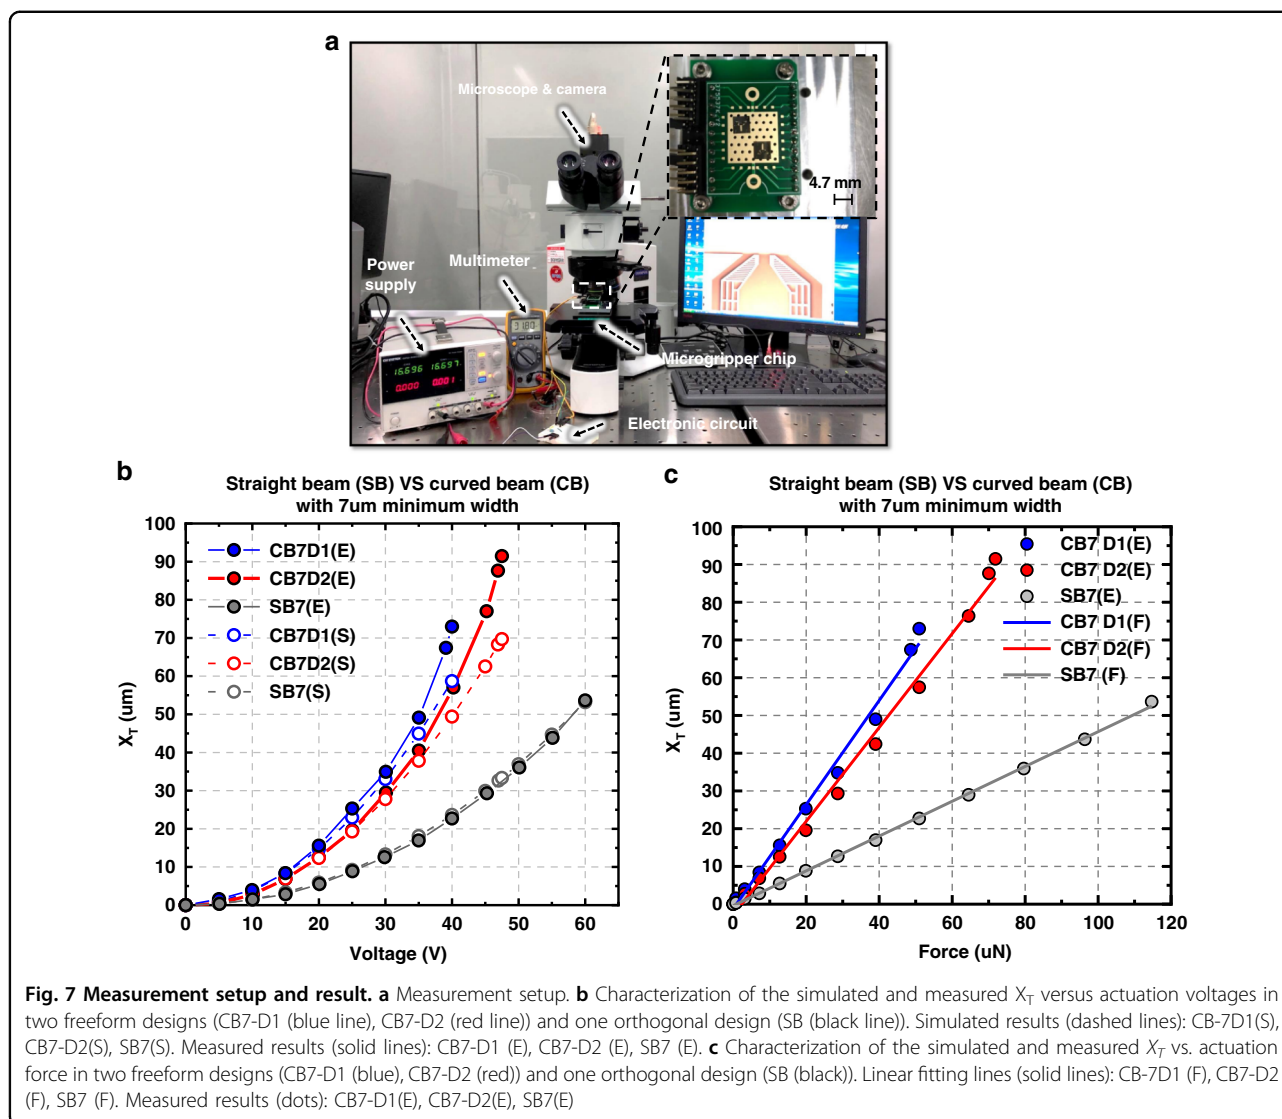 a
Microscope & camera
4.7 mm
Power
supply
Multimeter
3180
16.696 16.697
0.000 0.001
Microgripper chip
Electronic circuit
b
Straight beam (SB) VS curved beam (CB)
with 7um minimum width
100
90
80
70
60
50
40
30
20
10
0
X_T (um)
CB7D1(E)
CB7D2(E)
SB7(E)
CB7D1(S)
CB7D2(S)
SB7(S)
0 10 20 30 40 50 60
Voltage (V)
c
Straight beam (SB) VS curved beam (CB)
with 7um minimum width
100
90
80
70
60
50
40
30
20
10
0
X_T (um)
CB7 D1(E)
CB7 D2(E)
SB7(E)
CB7 D1(F)
CB7 D2(F)
SB7 (F)
0 20 40 60 80 100 120
Force (uN)
Fig. 7 Measurement setup and result. a Measurement setup. b Characterization of the simulated and measured X_T versus actuation voltages in
two freeform designs (CB7-D1 (blue line), CB7-D2 (red line)) and one orthogonal design (SB (black line)). Simulated results (dashed lines): CB-7D1(S),
CB7-D2(S), SB7(S). Measured results (solid lines): CB7-D1 (E), CB7-D2 (E), SB7 (E). c Characterization of the simulated and measured X_T vs. actuation
force in two freeform designs (CB7-D1 (blue), CB7-D2 (red)) and one orthogonal design (SB (black)). Linear fitting lines (solid lines): CB-7D1 (F), CB7-D2
(F), SB7 (F). Measured results (dots): CB7-D1(E), CB7-D2(E), SB7(E)